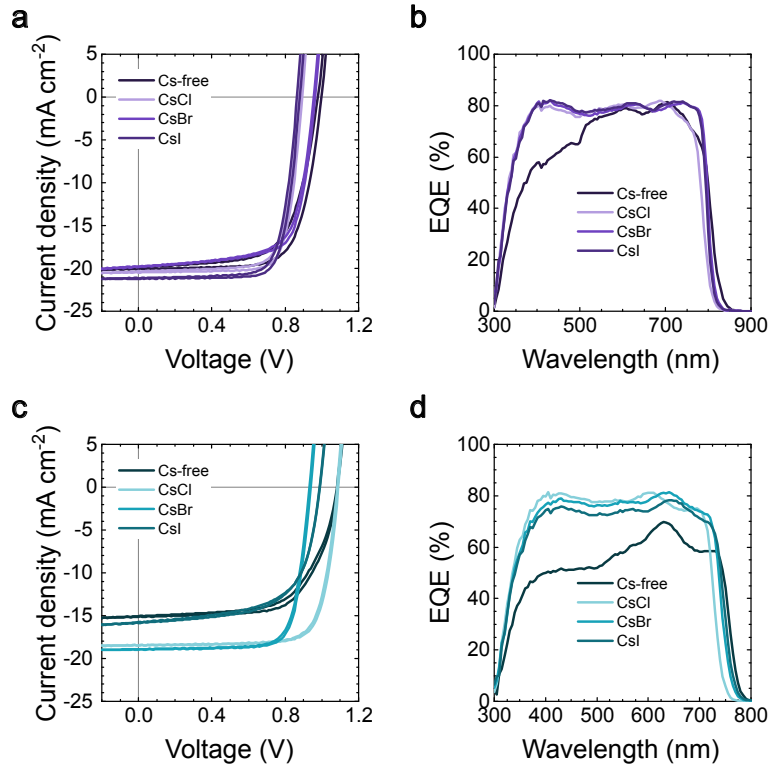 a
5
0
-5
-10
-15
-20
-25
Current density (mA cm⁻²)
Cs-free
CsCl
CsBr
CsI
0.0 0.4 0.8 1.2
Voltage (V)
b
100
80
60
40
20
0
EQE (%)
Cs-free
CsCl
CsBr
CsI
300 500 700 900
Wavelength (nm)
c
5
0
-5
-10
-15
-20
-25
Current density (mA cm⁻²)
Cs-free
CsCl
CsBr
CsI
0.0 0.4 0.8 1.2
Voltage (V)
d
100
80
60
40
20
0
EQE (%)
Cs-free
CsCl
CsBr
CsI
300 400 500 600 700 800
Wavelength (nm)